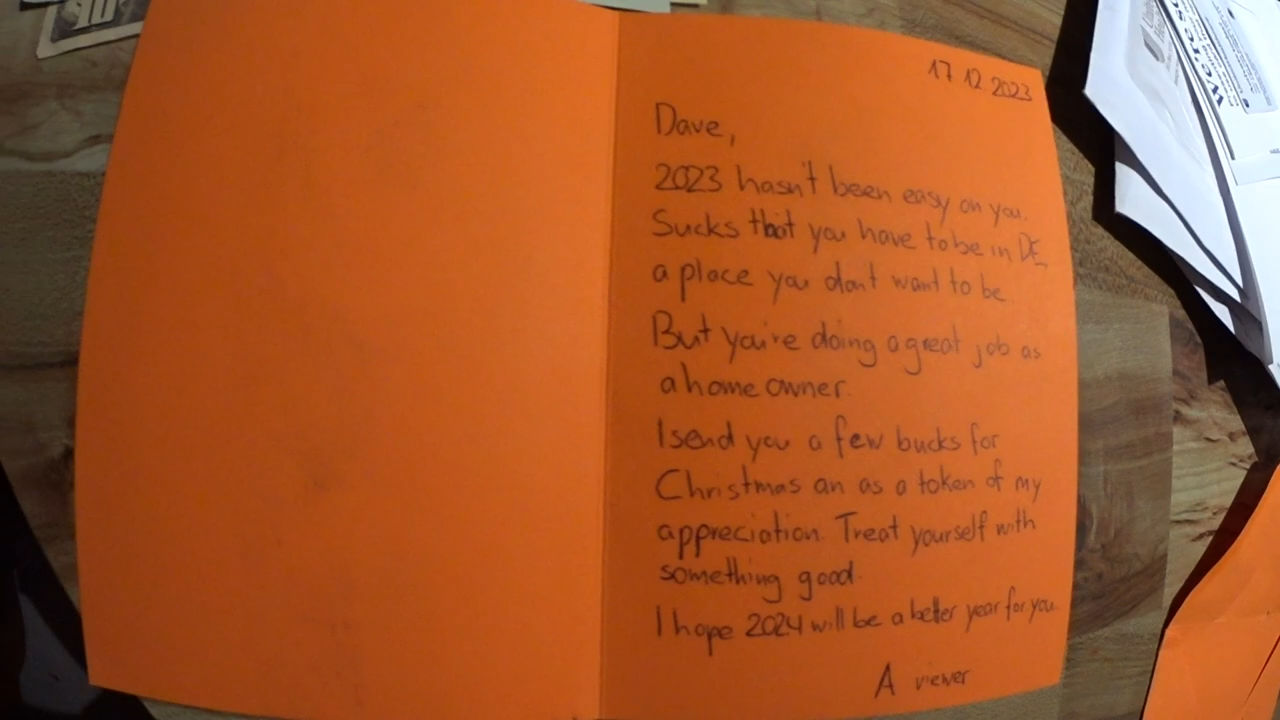 17 12 2023
Dave,
2023 hasn't been easy on you.
Sucks that you have to be in DE,
a place you don't want to be
But you're doing a great job as
a home owner.
I send you a few bucks for
Christmas an as a token of my
appreciation. Treat yourself with
something good.
I hope 2024 will be a better year for you.
A viewer
10